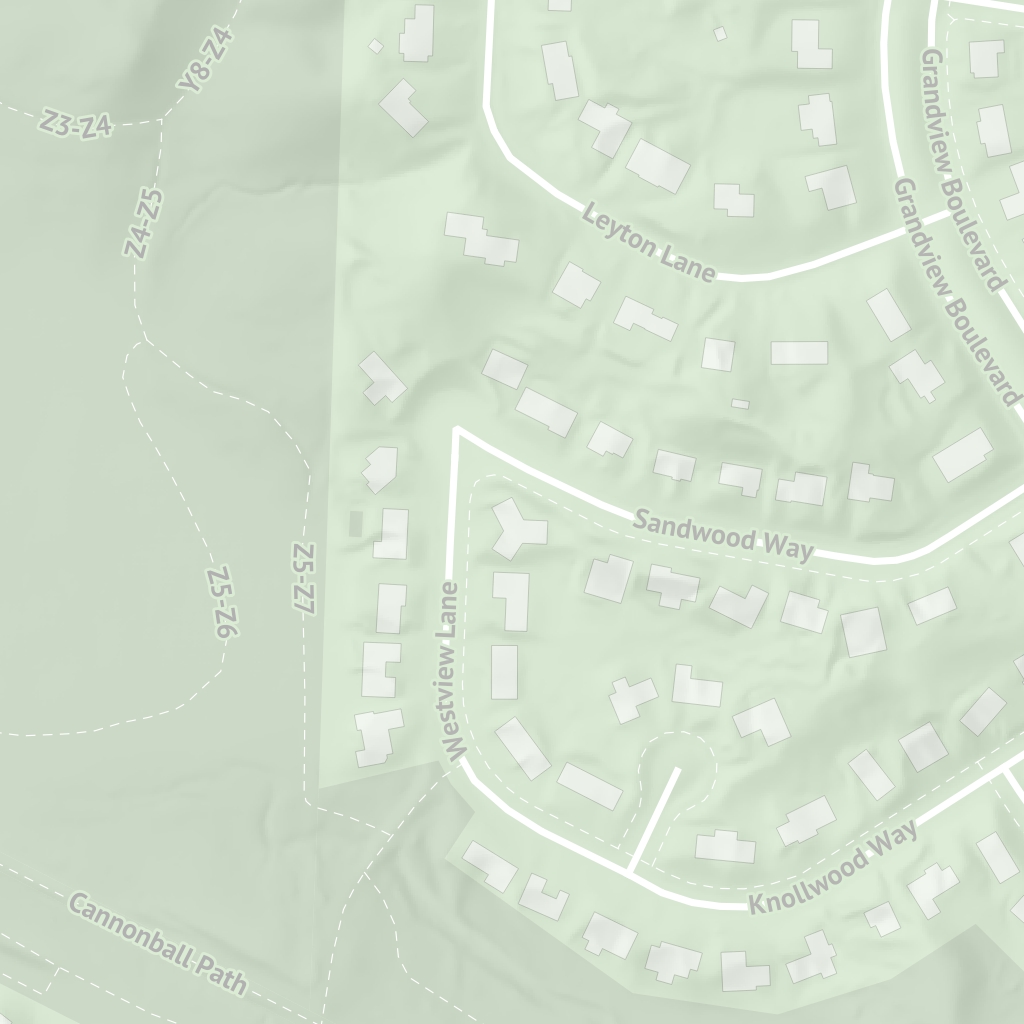 Y8-Z4
Z3-Z4
Z4-Z5
Grandview Boulevard
Grandview Boulevard
Leyton Lane
Sandwood Way
Z5-Z7
Z5-Z6
Westview Lane
Knollwood Way
Cannonball Path